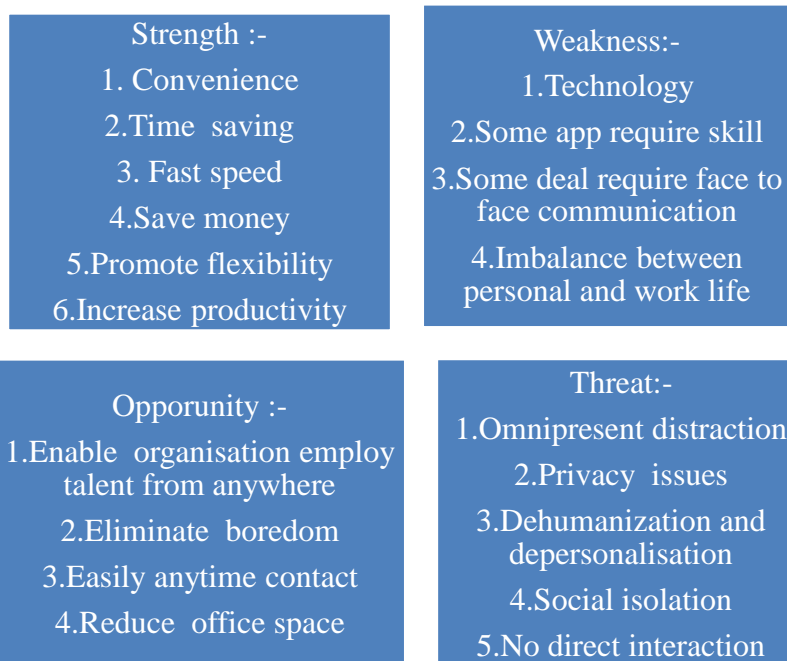 Strength :-
1. Convenience
2.Time saving
3. Fast speed
4.Save money
5.Promote flexibility
6.Increase productivity
Weakness:-
1.Technology
2.Some app require skill
3.Some deal require face to
face communication
4.Imbalance between
personal and work life
Opporunity :-
1.Enable organisation employ
talent from anywhere
2.Eliminate boredom
3.Easily anytime contact
4.Reduce office space
Threat:-
1.Omnipresent distraction
2.Privacy issues
3.Dehumanization and
depersonalisation
4.Social isolation
5.No direct interaction